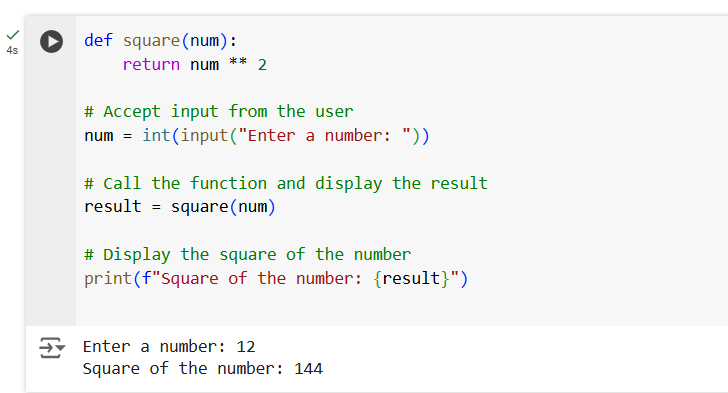 def square(num):
    return num ** 2

# Accept input from the user
num = int(input("Enter a number: "))

# Call the function and display the result
result = square(num)

# Display the square of the number
print(f"Square of the number: {result}")
4s
Enter a number: 12
Square of the number: 144